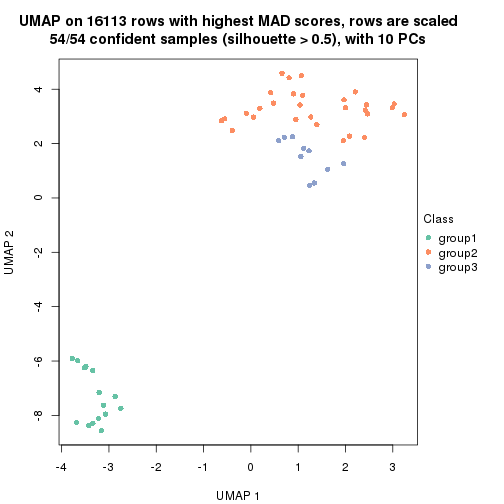 UMAP on 16113 rows with highest MAD scores, rows are scaled
54/54 confident samples (silhouette > 0.5), with 10 PCs
4
2
0
-2
-4
-6
-8
UMAP 2
-4 -3 -2 -1 0 1 2 3
UMAP 1
Class
group1
group2
group3